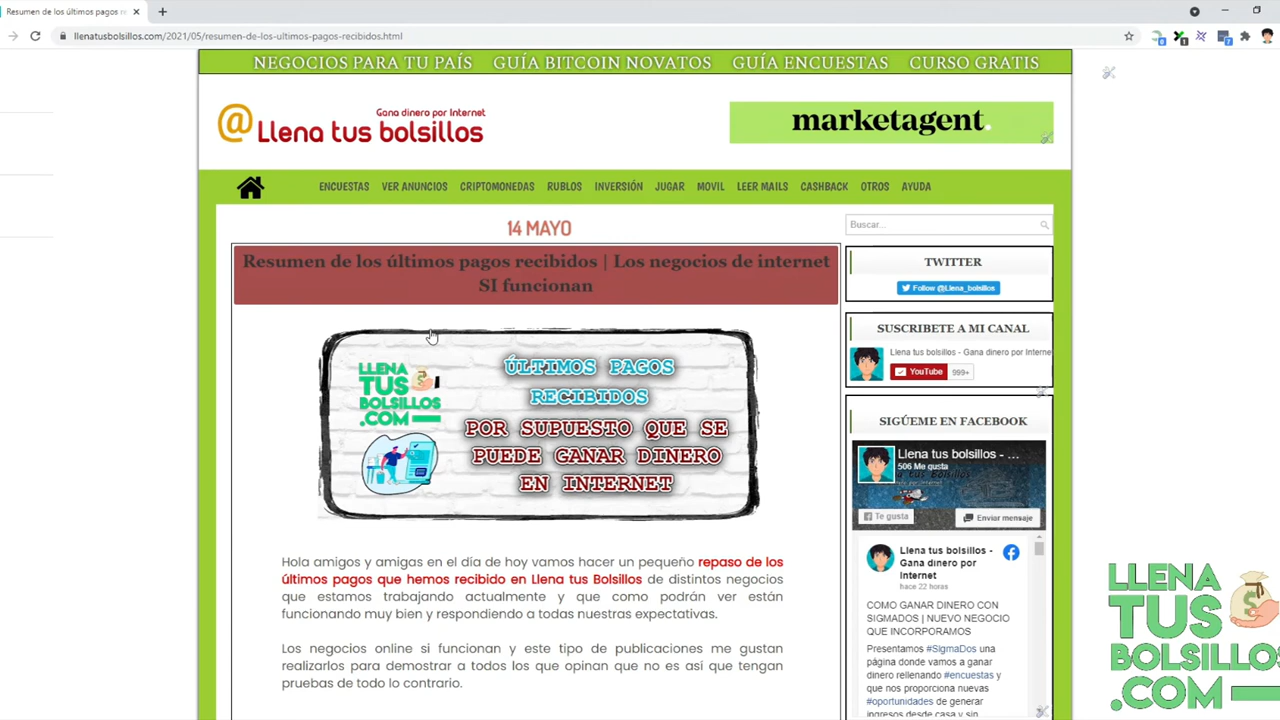 Resumen de los últimos pagos re
llenatusbolsillos.com/2021/05/resumen-de-los-ultimos-pagos-recibidos.html
NEGOCIOS PARA TU PAÍS GUÍA BITCOIN NOVATOS GUÍA ENCUESTAS CURSO GRATIS
Gana dinero por Internet
@Llena tus bolsillos
marketagent.
ENCUESTAS VER ANUNCIOS CRIPTOMONEDAS RUBLOS INVERSIÓN JUGAR MOVIL LEER MAILS CASHBACK OTROS AYUDA
14 MAYO
Resumen de los últimos pagos recibidos | Los negocios de internet
SI funcionan
LLENA
TUS
BOLSILLOS
.COM
ÚLTIMOS PAGOS
RECIBIDOS
POR SUPUESTO QUE SE
PUEDE GANAR DINERO
EN INTERNET
Hola amigos y amigas en el día de hoy vamos hacer un pequeño repaso de los
últimos pagos que hemos recibido en Llena tus Bolsillos de distintos negocios
que estamos trabajando actualmente y que como podrán ver están
funcionando muy bien y respondiendo a todas nuestras expectativas.
Los negocios online si funcionan y este tipo de publicaciones me gustan
realizarlos para demostrar a todos los que opinan que no es así que tengan
pruebas de todo lo contrario.
Buscar...
TWITTER
Follow @Llena_bolsillos
SUSCRIBETE A MI CANAL
Llena tus bolsillos - Gana dinero por Interne
YouTube 999+
SIGÚEME EN FACEBOOK
Llena tus bolsillos - ...
506 Me gusta
Te gusta
Enviar mensaje
Llena tus bolsillos -
Gana dinero por
Internet
hace 22 horas
COMO GANAR DINERO CON
SIGMADOS | NUEVO NEGOCIO
QUE INCORPORAMOS
Presentamos #SigmaDos una
página donde vamos a ganar
dinero rellenando #encuestas y
que nos proporciona nuevas
#oportunidades de generar
ingresos desde casa y sin
LLENA
TUS
BOLSILLOS
.COM